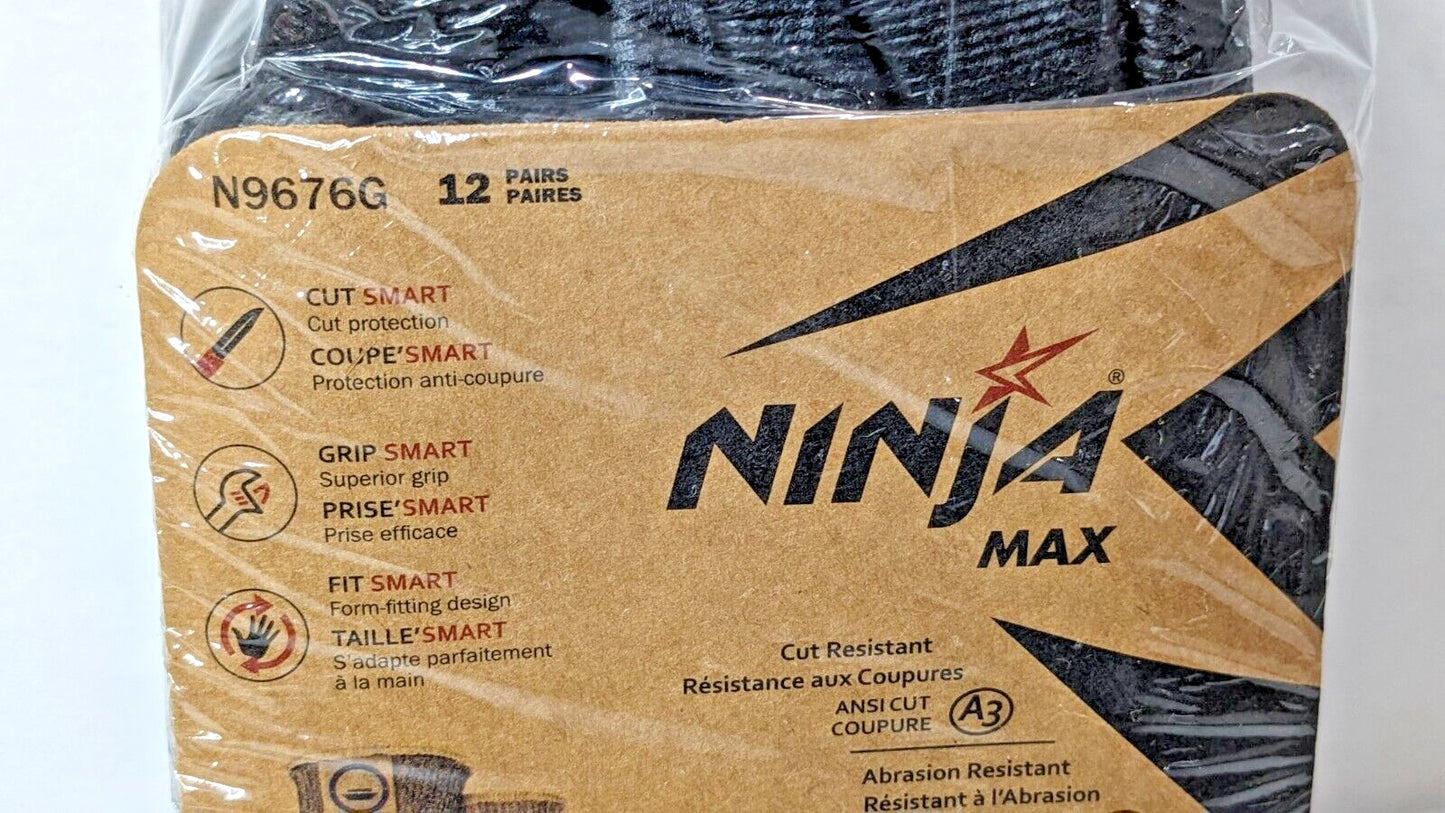 N9676G
12 PAIRS
PAIRES
CUT SMART
Cut protection
COUPE'SMART
Protection anti-coupure
GRIP SMART
Superior grip
PRISE'SMART
Prise efficace
FIT SMART
Form-fitting design
TAILLE'SMART
S'adapte parfaitement
à la main
NINJA®
MAX
Cut Resistant
Résistance aux Coupures
ANSI CUT
COUPURE A3
Abrasion Resistant
Résistant à l'Abrasion